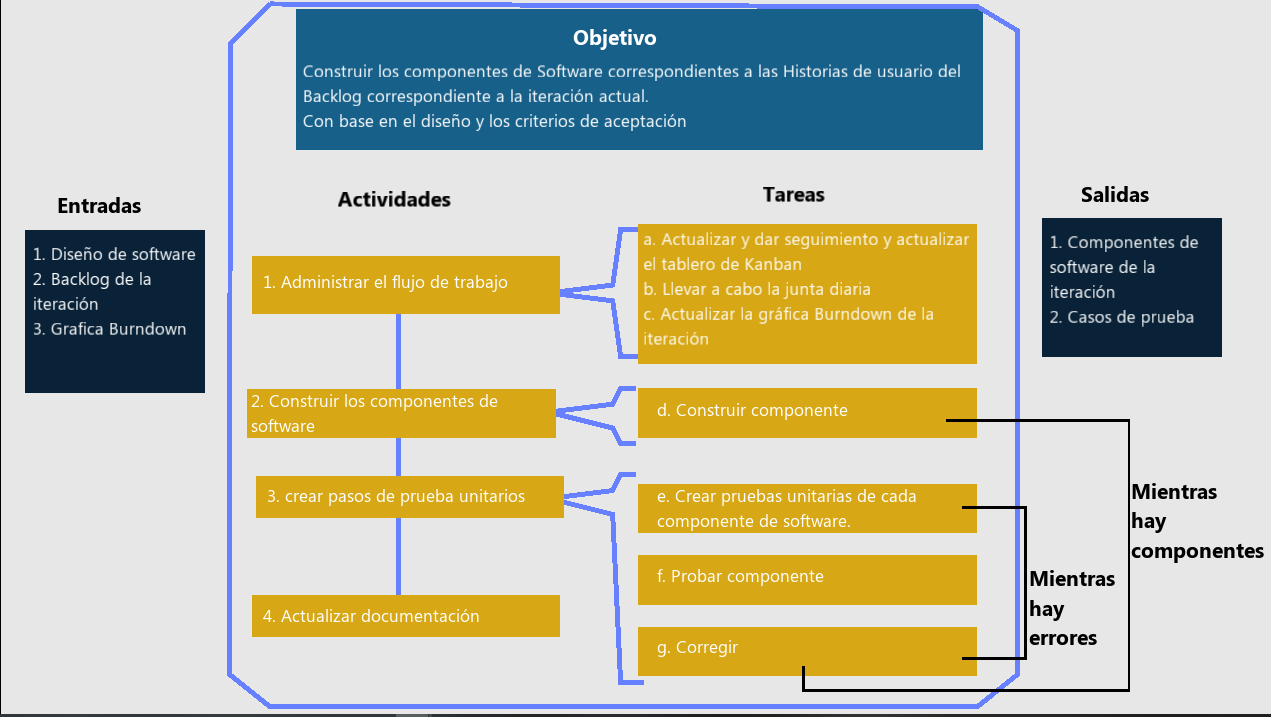 Objetivo
Construir los componentes de Software correspondientes a las Historias de usuario del
Backlog correspondiente a la iteración actual.
Con base en el diseño y los criterios de aceptación
Entradas
1. Diseño de software
2. Backlog de la
iteración
3. Grafica Burndown
Actividades
1. Administrar el flujo de trabajo
2. Construir los componentes de
software
3. crear pasos de prueba unitarios
4. Actualizar documentación
Tareas
a. Actualizar y dar seguimiento y actualizar
el tablero de Kanban
b. Llevar a cabo la junta diaria
c. Actualizar la gráfica Burndown de la
iteración
d. Construir componente
e. Crear pruebas unitarias de cada
componente de software.
f. Probar componente
g. Corregir
Mientras
hay
errores
Mientras
hay
componentes
Salidas
1. Componentes de
software de la
iteración
2. Casos de prueba